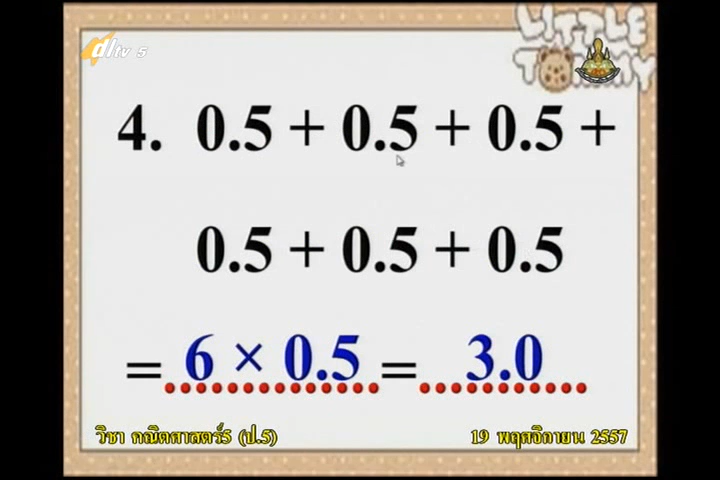 dltv 5
LITTLE
TOMMY
4. 0.5 + 0.5 + 0.5 +
0.5 + 0.5 + 0.5
= 6 × 0.5 = 3.0
วิชา คณิตศาสตร์5 (ป.5)
19 พฤศจิกายน 2557